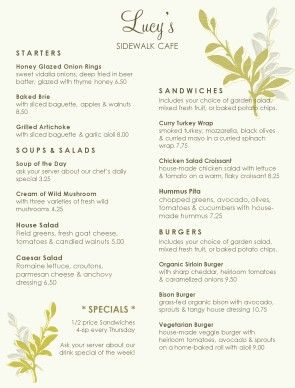 Lucy's
SIDEWALK CAFE
STARTERS
Honey Glazed Onion Rings
sweet vidalia onions, deep fried in beer
batter, glazed with thyme honey 6.50
Baked Brie
with sliced baguette, apples & walnuts
8.50
Grilled Artichoke
with sliced baguette & garlic aioli 8.00
SOUPS & SALADS
Soup of the Day
ask your server about our chef's daily
special 3.25
Cream of Wild Mushroom
with three varieties of fresh wild
mushrooms 4.25
House Salad
Field greens, fresh goat cheese,
tomatoes & candied walnuts 5.00
Caesar Salad
Romaine lettuce, croutons,
parmesan cheese & anchovy
dressing 6.50
* SPECIALS *
1/2 price Sandwiches
4-6pm every Thursday
Ask your server about our
drink special of the week!
SANDWICHES
Includes your choice of garden salad,
mixed fresh fruit, or baked potato chips.
Curry Turkey Wrap
smoked turkey, mozzarella, black olives
& curried mayo in a spinach
wrap 7.75
Chicken Salad Croissant
house-made chicken salad with lettuce
& tomato on a, flaky croissant 7.25
Hummus Pita
chopped greens, avocado, olives,
tomatoes & cucumbers with house-
made hummus 7.75
BURGERS
Includes your choice of garden salad,
mixed fresh fruit, or baked potato chips.
Organic Sirloin Burger
with sharp cheddar, heirloom tomatoes
& caramelized onions 9.50
Bison Burger
grass-fed organic bison with avocado,
sprouts & tangy house dressing 10.75
Vegetarian Burger
house-made veggie burger with
heirloom tomatoes, avocado & sprouts
on a home-baked roll with aioli 9.00